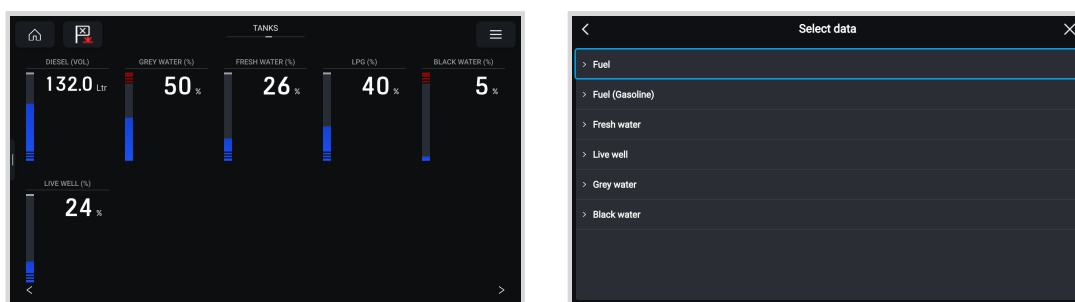 TANKS
DIESEL (VOL)
132.0 Ltr
GREY WATER (%)
50 %
FRESH WATER (%)
26 %
LPG (%)
40 %
BLACK WATER (%)
5 %
LIVE WELL (%)
24 %
Select data
Fuel
Fuel (Gasoline)
Fresh water
Live well
Grey water
Black water